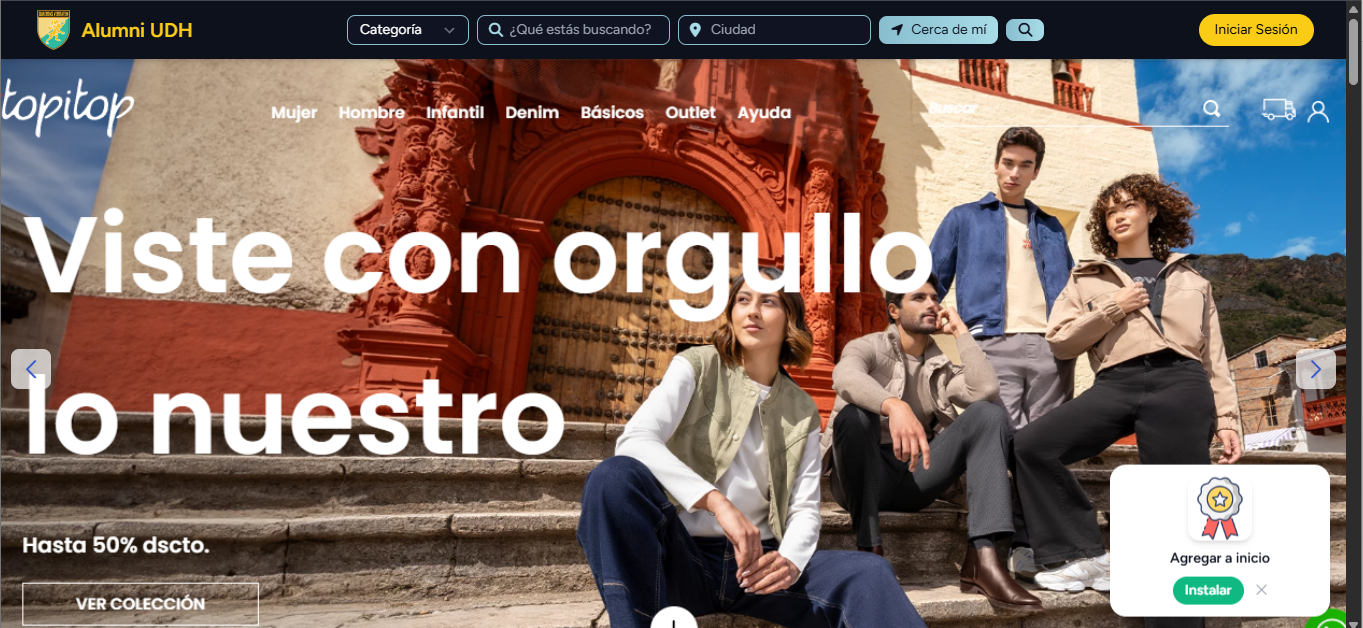 Alumni UDH
Categoría
¿Qué estás buscando?
Ciudad
Cerca de mí
Iniciar Sesión
topitop
Mujer Hombre Infantil Denim Básicos Outlet Ayuda
Buscar
Viste con orgullo
lo nuestro
Hasta 50% dscto.
VER COLECCIÓN
Agregar a inicio
Instalar